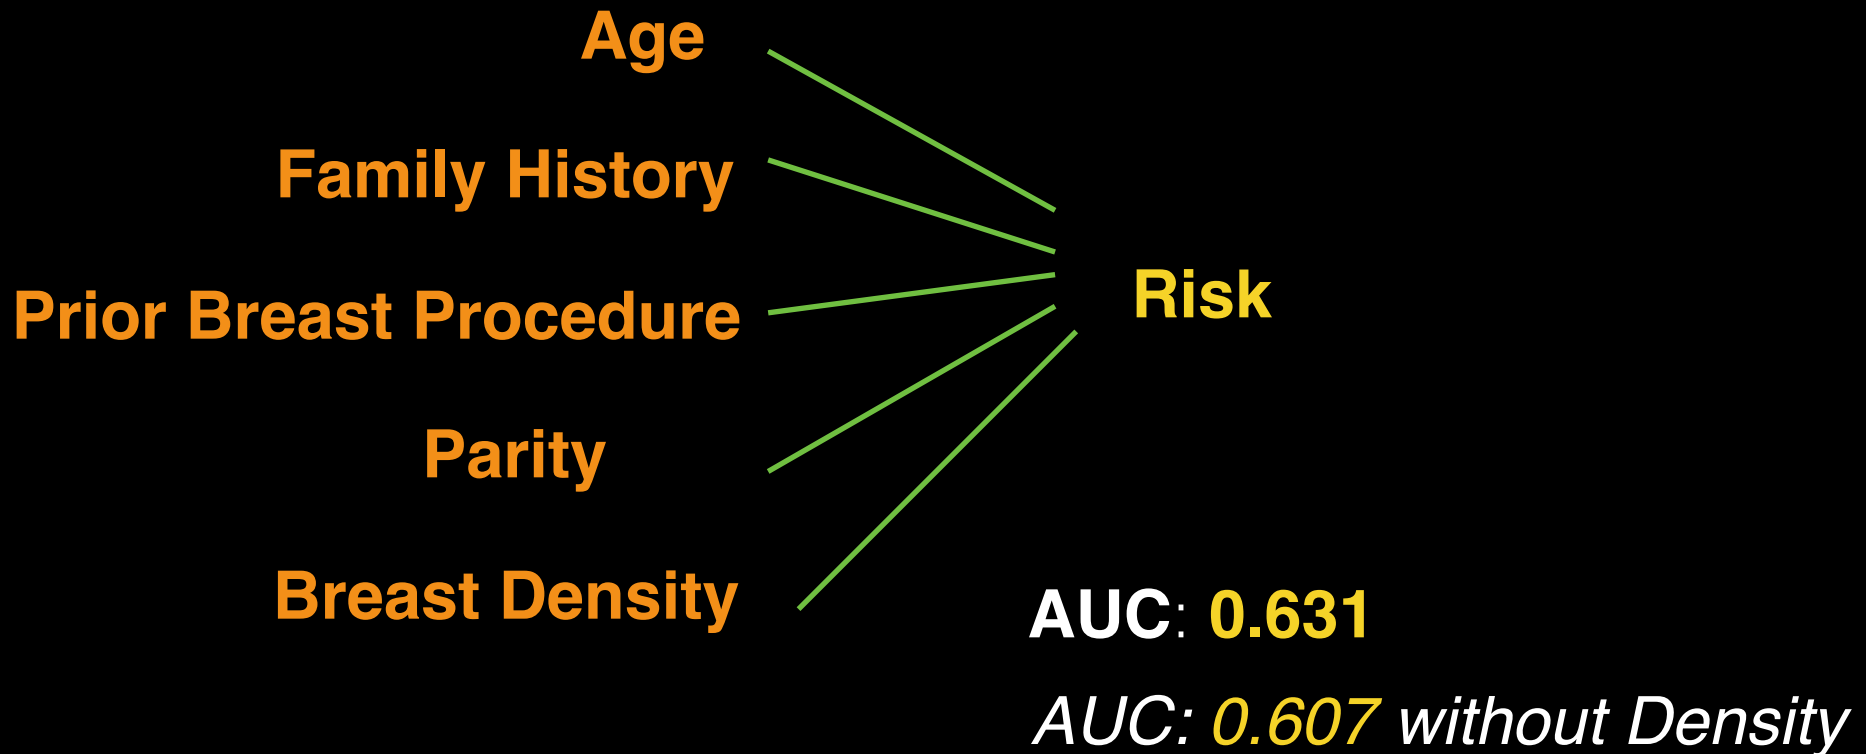 Age
Family History
Prior Breast Procedure
Risk
Parity
Breast Density
AUC: 0.631
AUC: 0.607 without Density